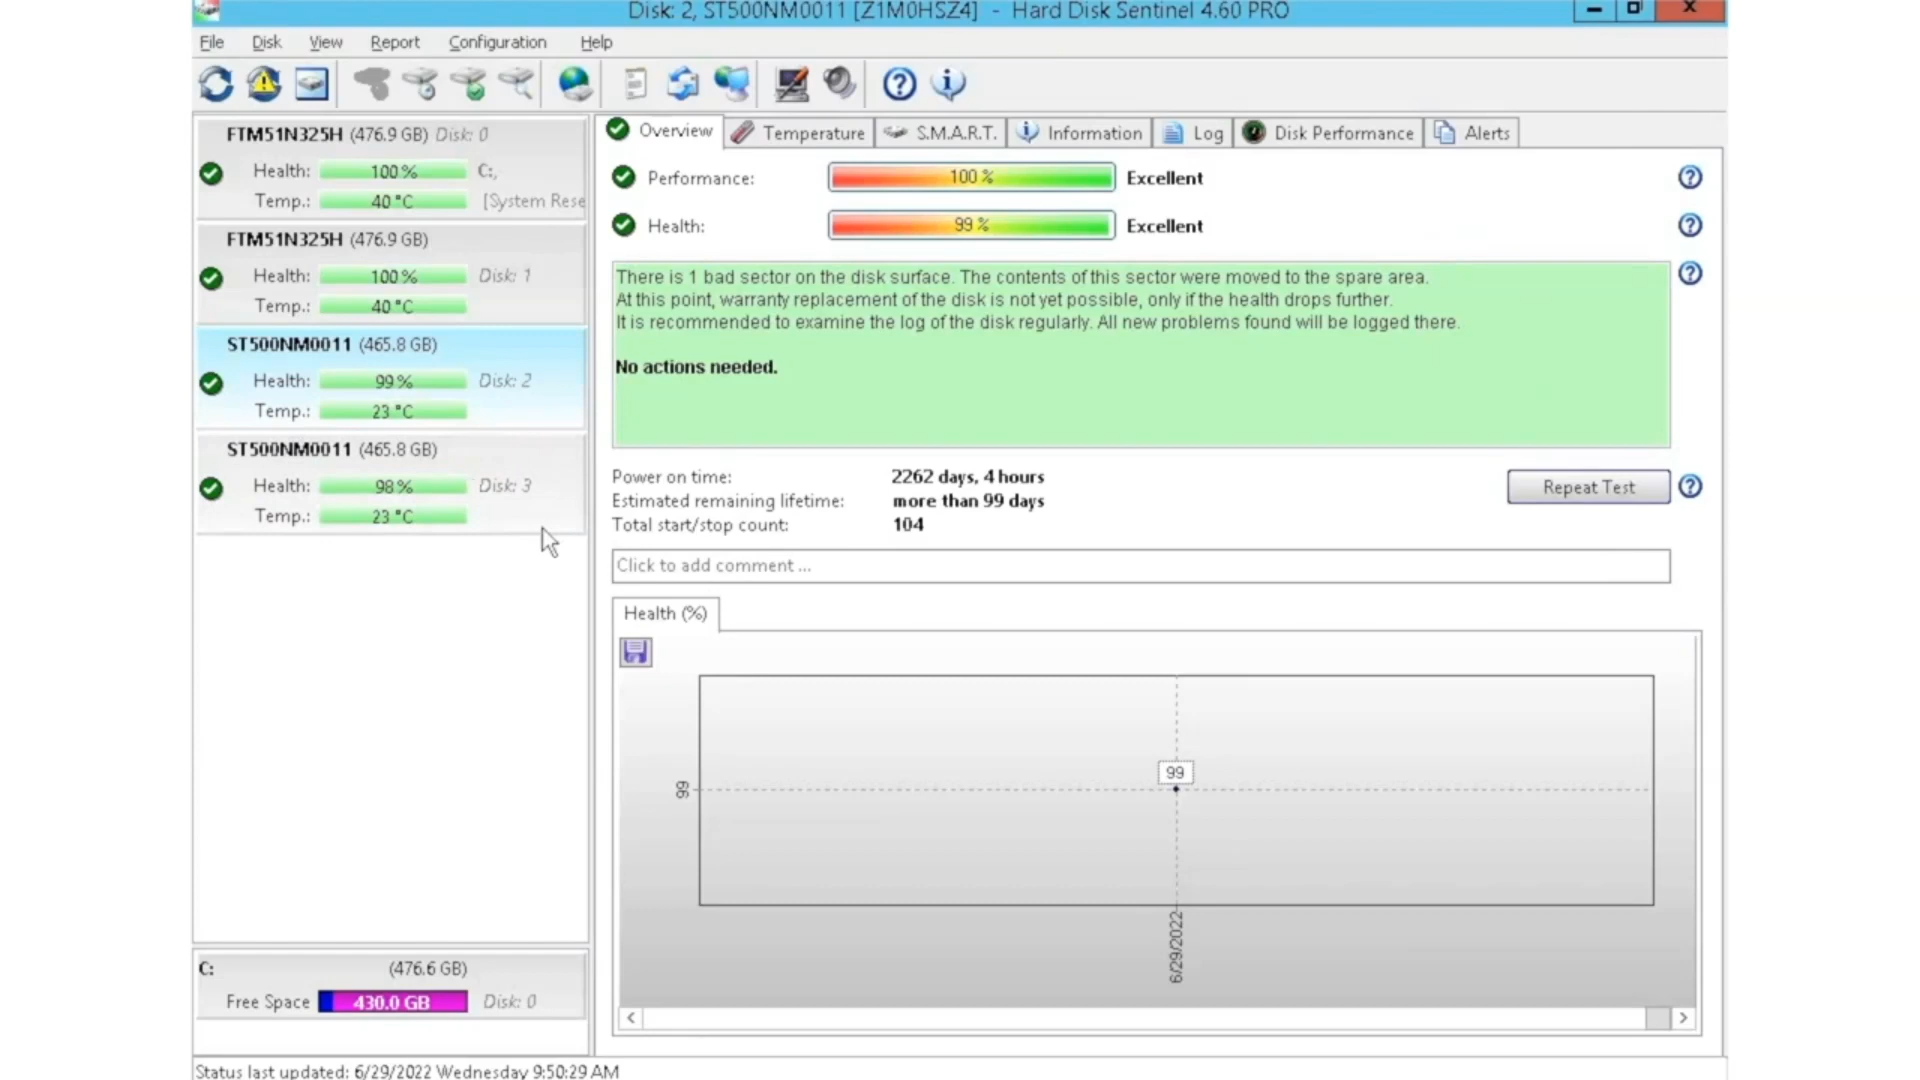 Disk: 2, ST500NM0011 [Z1M0HSZ4] - Hard Disk Sentinel 4.60 PRO
File Disk View Report Configuration Help
FTM51N325H (476.9 GB) Disk: 0
Health: 100 % C:,
Temp.: 40 °C [System Rese
FTM51N325H (476.9 GB)
Health: 100 % Disk: 1
Temp.: 40 °C
ST500NM0011 (465.8 GB)
Health: 99 % Disk: 2
Temp.: 23 °C
ST500NM0011 (465.8 GB)
Health: 98 % Disk: 3
Temp.: 23 °C
C: (476.6 GB)
Free Space 430.0 GB Disk: 0
Overview Temperature S.M.A.R.T. Information Log Disk Performance Alerts
Performance: 100 % Excellent
Health: 99 % Excellent
There is 1 bad sector on the disk surface. The contents of this sector were moved to the spare area.
At this point, warranty replacement of the disk is not yet possible, only if the health drops further.
It is recommended to examine the log of the disk regularly. All new problems found will be logged there.
No actions needed.
Power on time: 2262 days, 4 hours
Estimated remaining lifetime: more than 99 days
Total start/stop count: 104
Repeat Test
Click to add comment ...
Health (%)
99
99
6/29/2022
Status last updated: 6/29/2022 Wednesday 9:50:29 AM